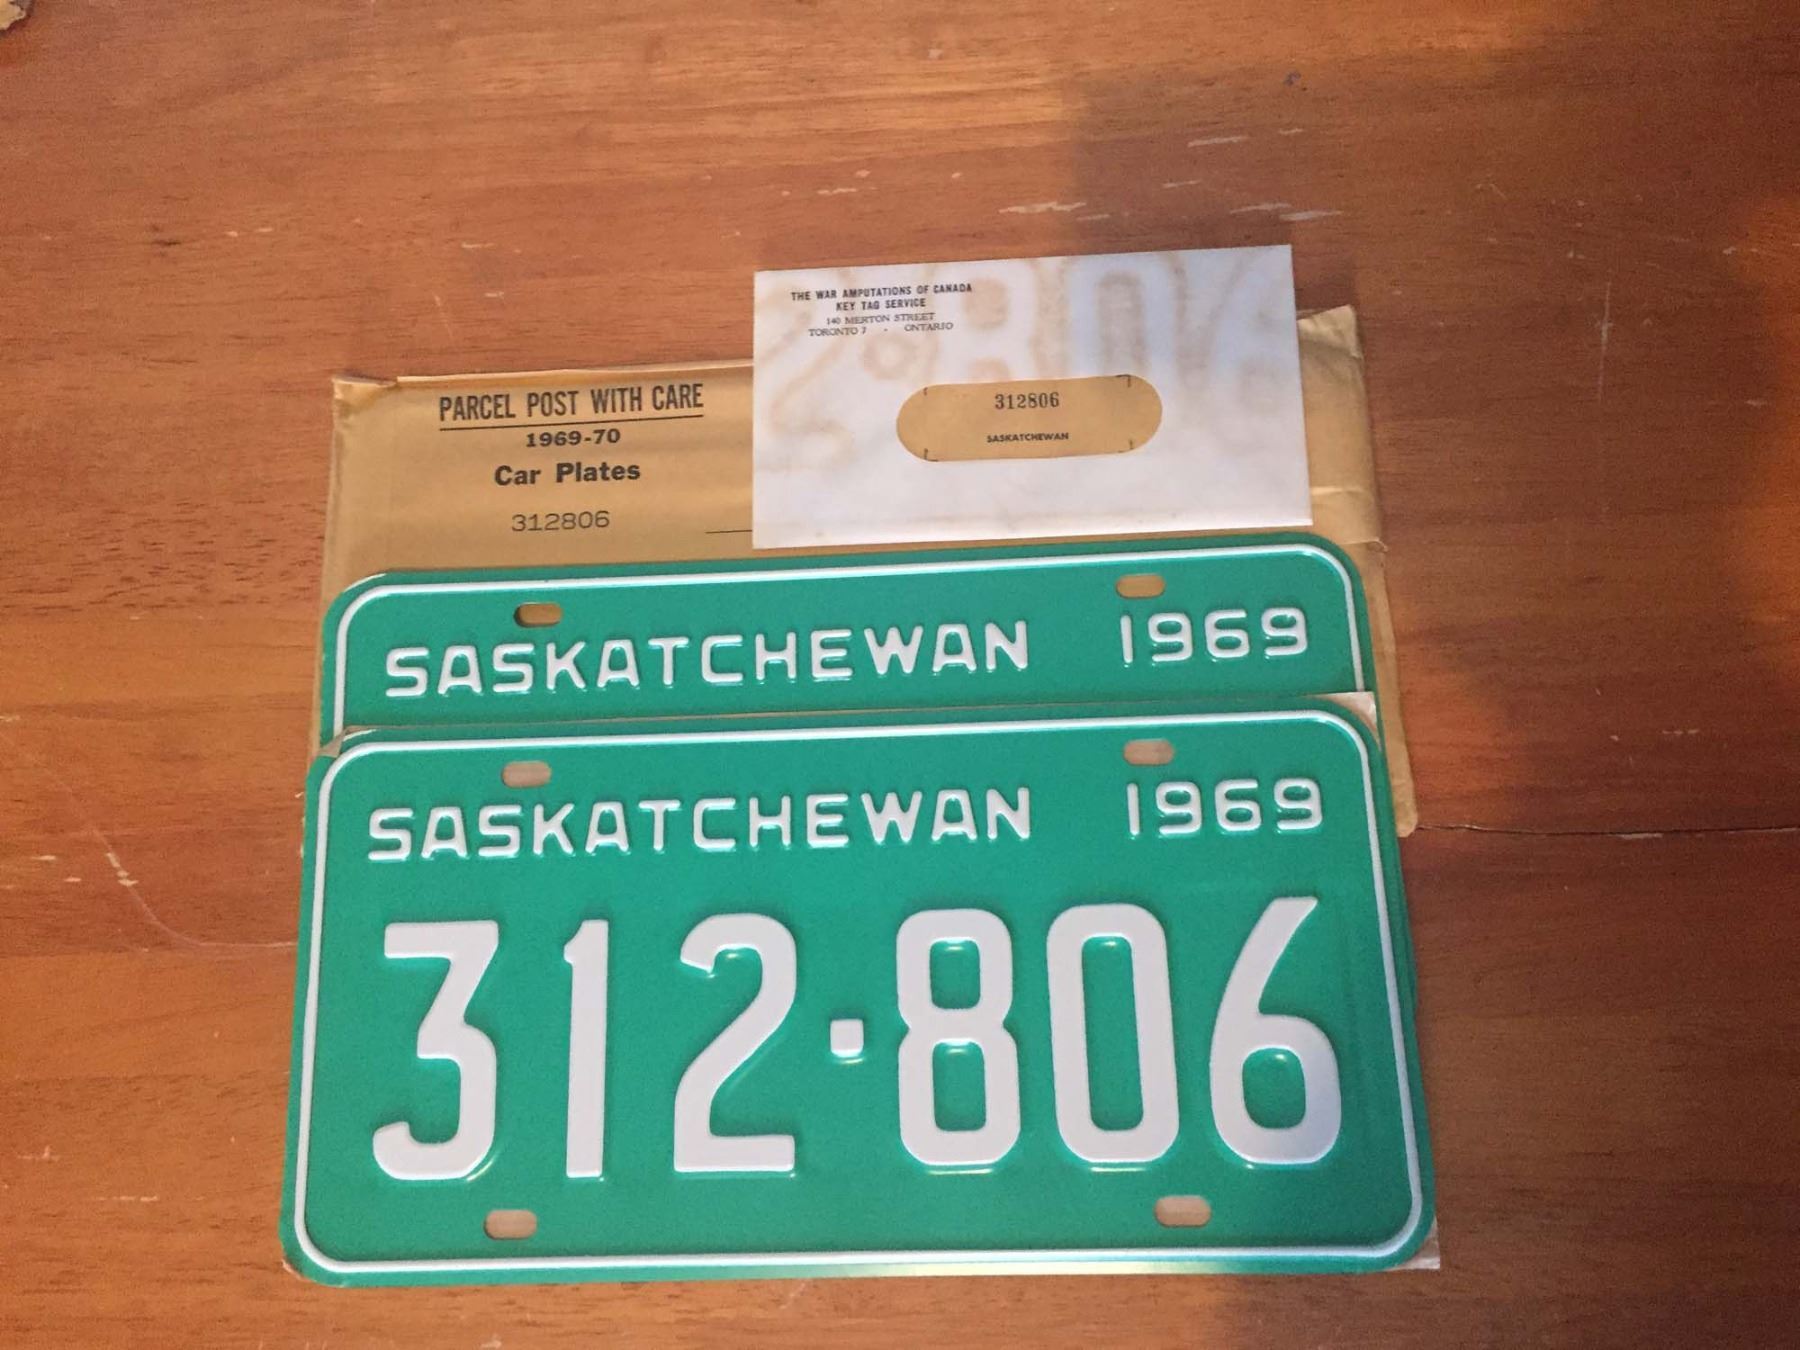 THE WAR AMPUTATIONS OF CANADA
KEY TAG SERVICE
140 MERTON STREET
TORONTO 7 - ONTARIO
312806
SASKATCHEWAN
PARCEL POST WITH CARE
1969-70
Car Plates
312806
SASKATCHEWAN 1969
SASKATCHEWAN 1969
312·806